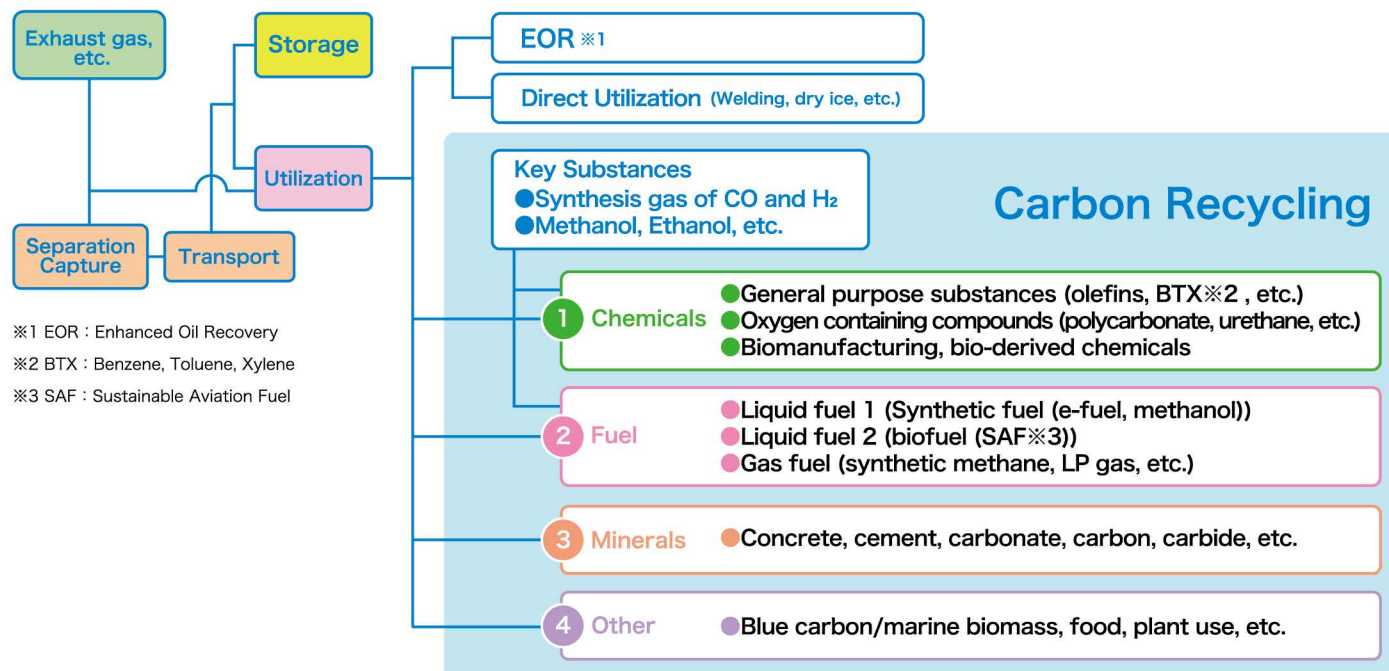 Exhaust gas,
etc.
Storage
Utilization
Separation
Capture
Transport
※1 EOR：Enhanced Oil Recovery
※2 BTX：Benzene, Toluene, Xylene
※3 SAF：Sustainable Aviation Fuel
EOR ※1
Direct Utilization (Welding, dry ice, etc.)
Carbon Recycling
Key Substances
●Synthesis gas of CO and H₂
●Methanol, Ethanol, etc.
1 Chemicals
●General purpose substances (olefins, BTX※2 , etc.)
●Oxygen containing compounds (polycarbonate, urethane, etc.)
●Biomanufacturing, bio-derived chemicals
2 Fuel
●Liquid fuel 1 (Synthetic fuel (e-fuel, methanol))
●Liquid fuel 2 (biofuel (SAF※3))
●Gas fuel (synthetic methane, LP gas, etc.)
3 Minerals
●Concrete, cement, carbonate, carbon, carbide, etc.
4 Other
●Blue carbon/marine biomass, food, plant use, etc.